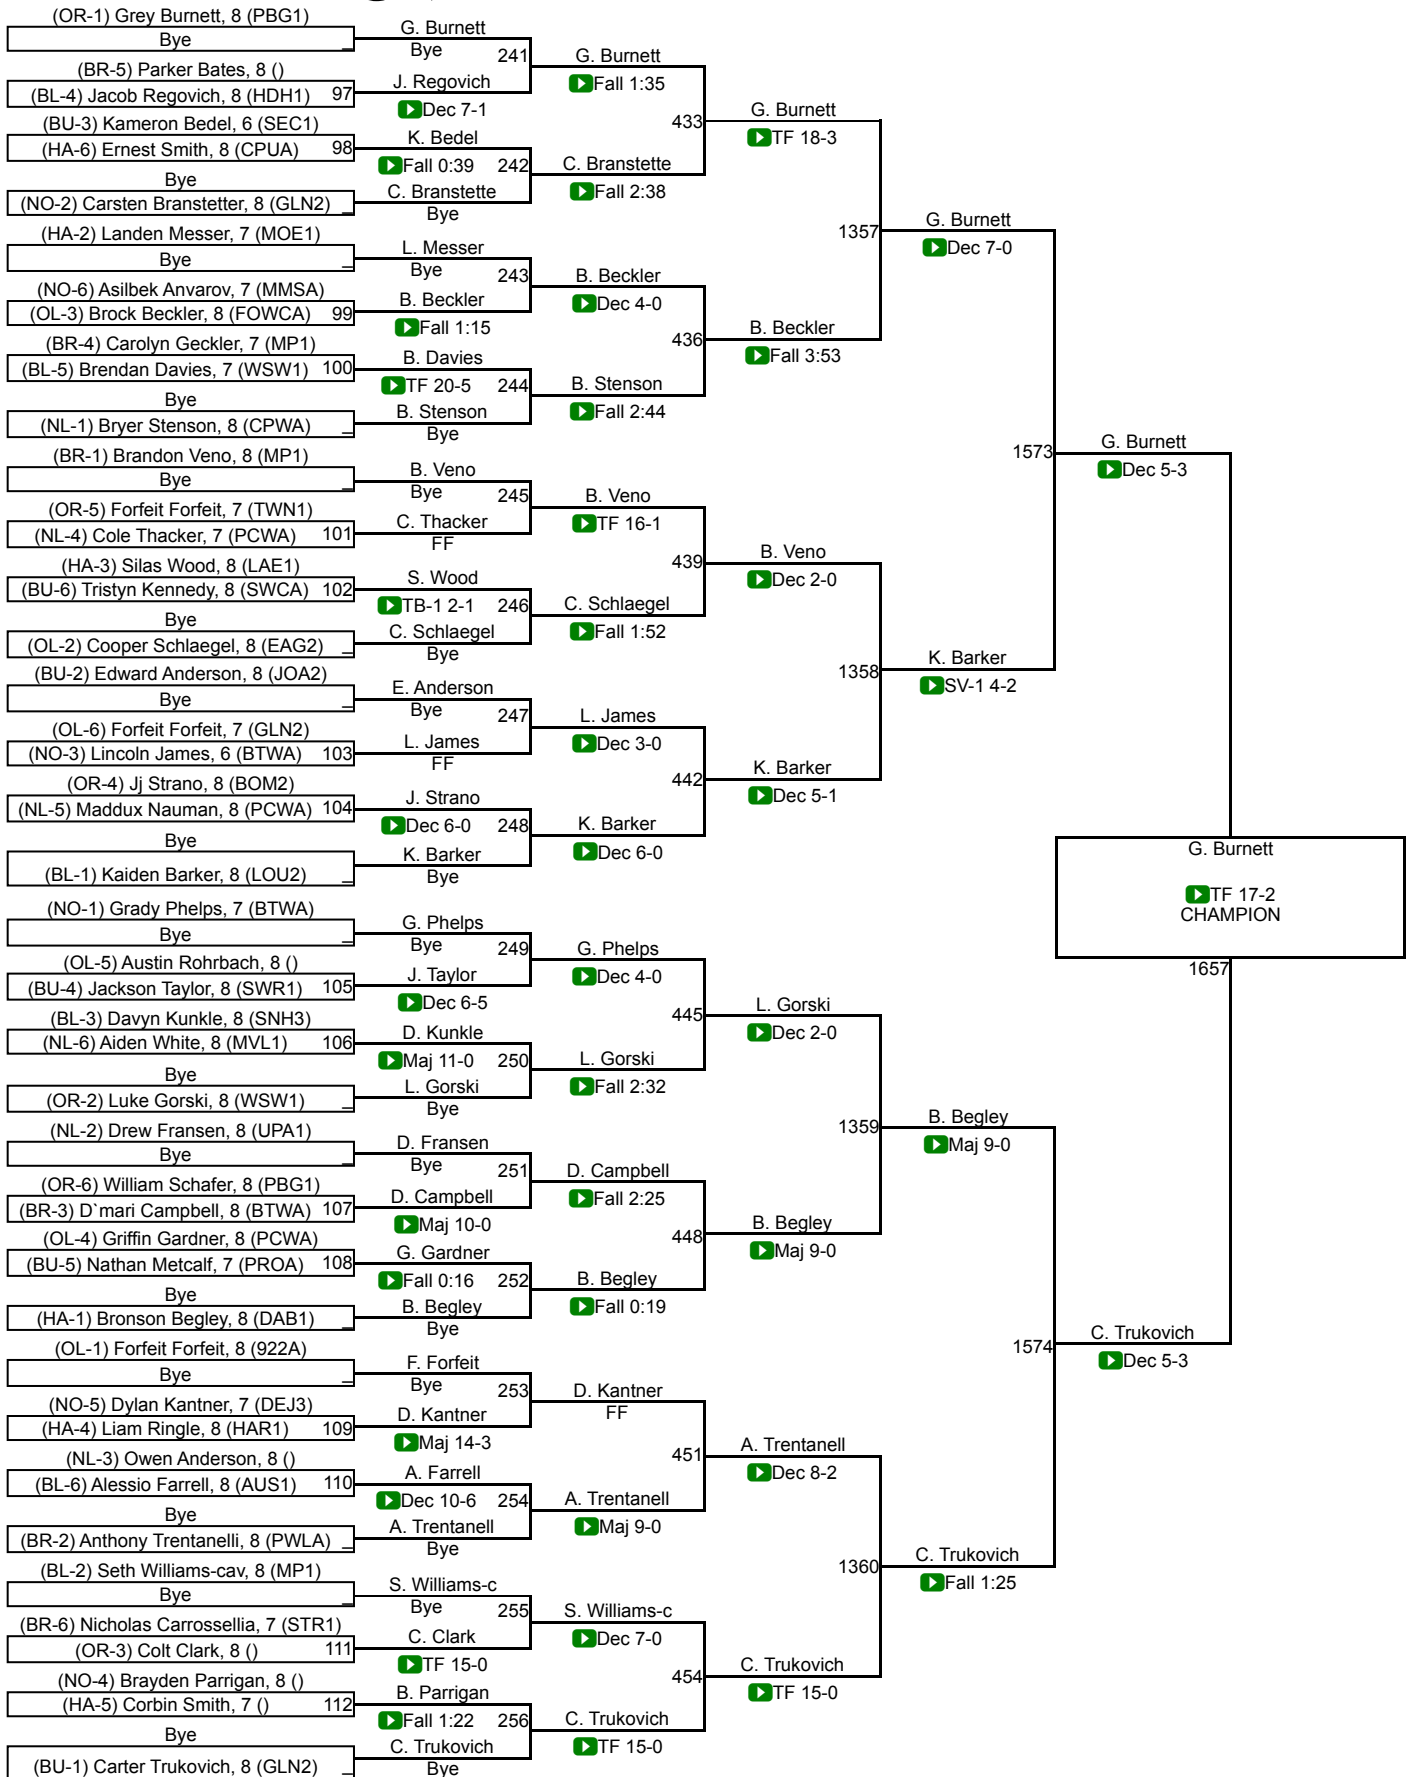 (OR-1) Grey Burnett, 8 (PBG1)
Bye
(BR-5) Parker Bates, 8 ()
(BL-4) Jacob Regovich, 8 (HDH1) 97
(BU-3) Kameron Bedel, 6 (SEC1)
(HA-6) Ernest Smith, 8 (CPUA) 98
Bye
(NO-2) Carsten Branstetter, 8 (GLN2)
(HA-2) Landen Messer, 7 (MOE1)
Bye
(NO-6) Asilbek Anvarov, 7 (MMSA)
(OL-3) Brock Beckler, 8 (FOWCA) 99
(BR-4) Carolyn Geckler, 7 (MP1)
(BL-5) Brendan Davies, 7 (WSW1) 100
Bye
(NL-1) Bryer Stenson, 8 (CPWA)
(BR-1) Brandon Veno, 8 (MP1)
Bye
(OR-5) Forfeit Forfeit, 7 (TWN1)
(NL-4) Cole Thacker, 7 (PCWA) 101
(HA-3) Silas Wood, 8 (LAE1)
(BU-6) Tristyn Kennedy, 8 (SWCA) 102
Bye
(OL-2) Cooper Schlaegel, 8 (EAG2)
(BU-2) Edward Anderson, 8 (JOA2)
Bye
(OL-6) Forfeit Forfeit, 7 (GLN2)
(NO-3) Lincoln James, 6 (BTWA) 103
(OR-4) Jj Strano, 8 (BOM2)
(NL-5) Maddux Nauman, 8 (PCWA) 104
Bye
(BL-1) Kaiden Barker, 8 (LOU2)
(NO-1) Grady Phelps, 7 (BTWA)
Bye
(OL-5) Austin Rohrbach, 8 ()
(BU-4) Jackson Taylor, 8 (SWR1) 105
(BL-3) Davyn Kunkle, 8 (SNH3)
(NL-6) Aiden White, 8 (MVL1) 106
Bye
(OR-2) Luke Gorski, 8 (WSW1)
(NL-2) Drew Fransen, 8 (UPA1)
Bye
(OR-6) William Schafer, 8 (PBG1)
(BR-3) D`mari Campbell, 8 (BTWA) 107
(OL-4) Griffin Gardner, 8 (PCWA)
(BU-5) Nathan Metcalf, 7 (PROA) 108
Bye
(HA-1) Bronson Begley, 8 (DAB1)
(OL-1) Forfeit Forfeit, 8 (922A)
Bye
(NO-5) Dylan Kantner, 7 (DEJ3)
(HA-4) Liam Ringle, 8 (HAR1) 109
(NL-3) Owen Anderson, 8 ()
(BL-6) Alessio Farrell, 8 (AUS1) 110
Bye
(BR-2) Anthony Trentanelli, 8 (PWLA)
(BL-2) Seth Williams-cav, 8 (MP1)
Bye
(BR-6) Nicholas Carrossellia, 7 (STR1)
(OR-3) Colt Clark, 8 () 111
(NO-4) Brayden Parrigan, 8 ()
(HA-5) Corbin Smith, 7 () 112
Bye
(BU-1) Carter Trukovich, 8 (GLN2)
G. Burnett
Bye 241
J. Regovich
Dec 7-1
K. Bedel
Fall 0:39 242
C. Branstette
Bye
L. Messer
Bye 243
B. Beckler
Fall 1:15
B. Davies
TF 20-5 244
B. Stenson
Bye
B. Veno
Bye 245
C. Thacker
FF
S. Wood
TB-1 2-1 246
C. Schlaegel
Bye
E. Anderson
Bye 247
L. James
FF
J. Strano
Dec 6-0 248
K. Barker
Bye
G. Phelps
Bye 249
J. Taylor
Dec 6-5
D. Kunkle
Maj 11-0 250
L. Gorski
Bye
D. Fransen
Bye 251
D. Campbell
Maj 10-0
G. Gardner
Fall 0:16 252
B. Begley
Bye
F. Forfeit
Bye 253
D. Kantner
Maj 14-3
A. Farrell
Dec 10-6 254
A. Trentanell
Bye
S. Williams-c
Bye 255
C. Clark
TF 15-0
B. Parrigan
Fall 1:22 256
C. Trukovich
Bye
G. Burnett
Fall 1:35
433
C. Branstette
Fall 2:38
B. Beckler
Dec 4-0
436
B. Stenson
Fall 2:44
B. Veno
TF 16-1
439
C. Schlaegel
Fall 1:52
L. James
Dec 3-0
442
K. Barker
Dec 6-0
G. Phelps
Dec 4-0
445
L. Gorski
Fall 2:32
D. Campbell
Fall 2:25
448
B. Begley
Fall 0:19
D. Kantner
FF
451
A. Trentanell
Maj 9-0
S. Williams-c
Dec 7-0
454
C. Trukovich
TF 15-0
G. Burnett
TF 18-3
1357
B. Beckler
Fall 3:53
B. Veno
Dec 2-0
1358
K. Barker
Dec 5-1
L. Gorski
Dec 2-0
1359
B. Begley
Maj 9-0
A. Trentanell
Dec 8-2
1360
C. Trukovich
TF 15-0
G. Burnett
Dec 7-0
1573
K. Barker
SV-1 4-2
B. Begley
Maj 9-0
1574
C. Trukovich
Fall 1:25
G. Burnett
Dec 5-3
C. Trukovich
Dec 5-3
G. Burnett
TF 17-2
CHAMPION
1657